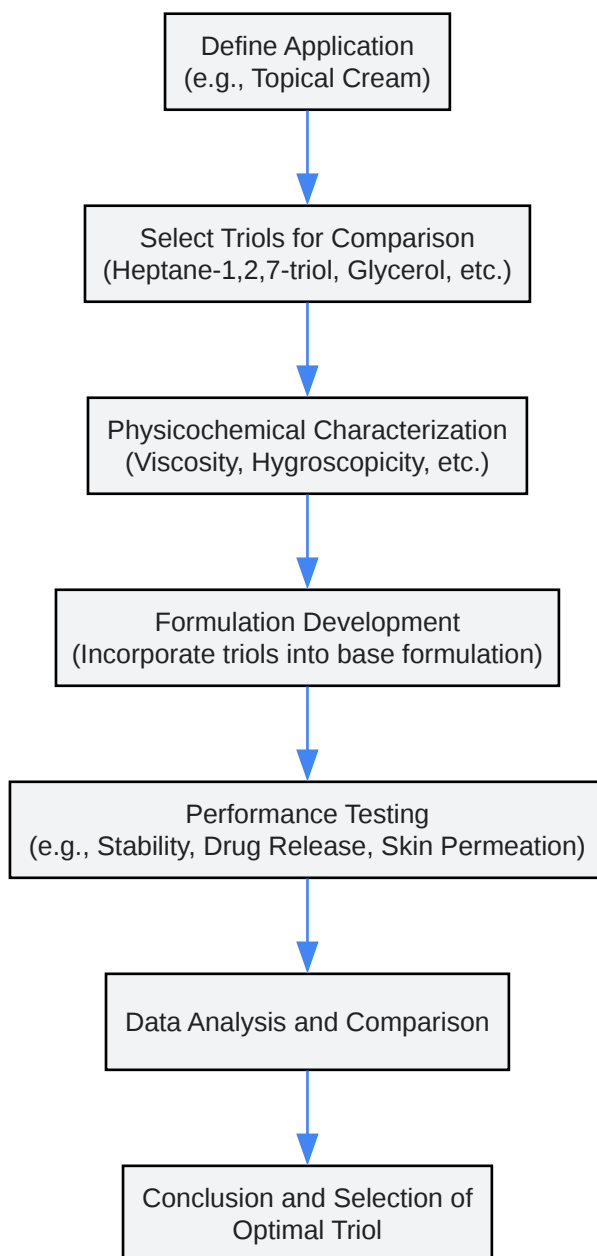 Define Application
(e.g., Topical Cream)
Select Triols for Comparison
(Heptane-1,2,7-triol, Glycerol, etc.)
Physicochemical Characterization
(Viscosity, Hygroscopicity, etc.)
Formulation Development
(Incorporate triols into base formulation)
Performance Testing
(e.g., Stability, Drug Release, Skin Permeation)
Data Analysis and Comparison
Conclusion and Selection of
Optimal Triol